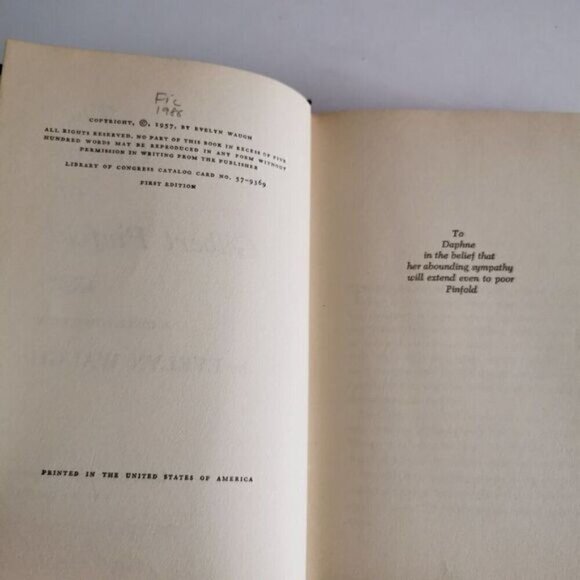 Fic
1988
COPYRIGHT, ©, 1957, BY EVELYN WAUGH
ALL RIGHTS RESERVED. NO PART OF THIS BOOK IN EXCESS OF FIVE
HUNDRED WORDS MAY BE REPRODUCED IN ANY FORM WITHOUT
PERMISSION IN WRITING FROM THE PUBLISHER
LIBRARY OF CONGRESS CATALOG CARD NO. 57-9369
FIRST EDITION
PRINTED IN THE UNITED STATES OF AMERICA
To
Daphne
in the belief that
her abounding sympathy
will extend even to poor
Pinfold